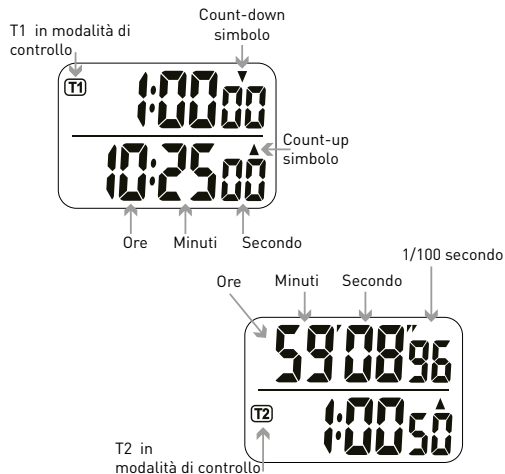 Count-down
simbolo
T1 in modalità di
controllo
T1
1:00 00
10:25 00
Count-up
simbolo
Ore Minuti Secondo
1/100 secondo
Ore Minuti Secondo
59'08"96
T2
1:00 50
T2 in
modalità di controllo